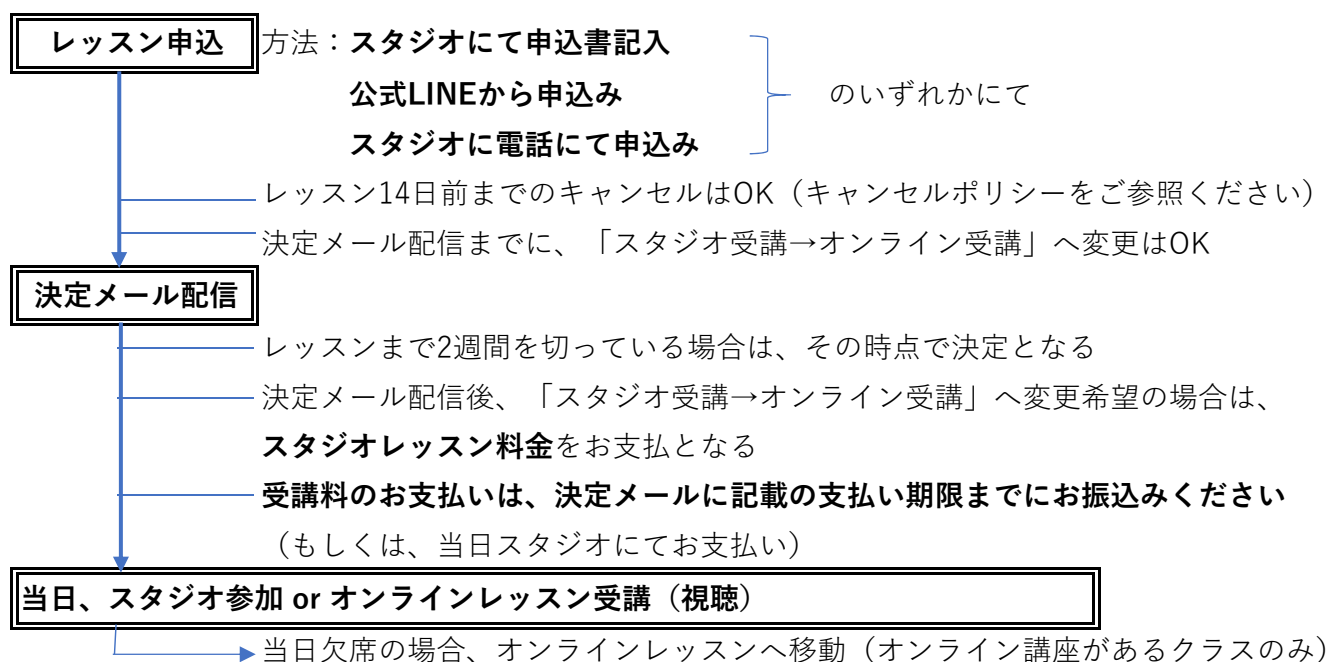 レッスン申込 方法：スタジオにて申込書記入
公式LINEから申込み のいずれかにて
スタジオに電話にて申込み
レッスン14日前までのキャンセルはOK（キャンセルポリシーをご参照ください）
決定メール配信までに、「スタジオ受講→オンライン受講」へ変更はOK
決定メール配信
レッスンまで2週間を切っている場合は、その時点で決定となる
決定メール配信後、「スタジオ受講→オンライン受講」へ変更希望の場合は、
スタジオレッスン料金をお支払となる
受講料のお支払いは、決定メールに記載の支払い期限までにお振込みください
（もしくは、当日スタジオにてお支払い）
当日、スタジオ参加 or オンラインレッスン受講（視聴）
当日欠席の場合、オンラインレッスンへ移動（オンライン講座があるクラスのみ）